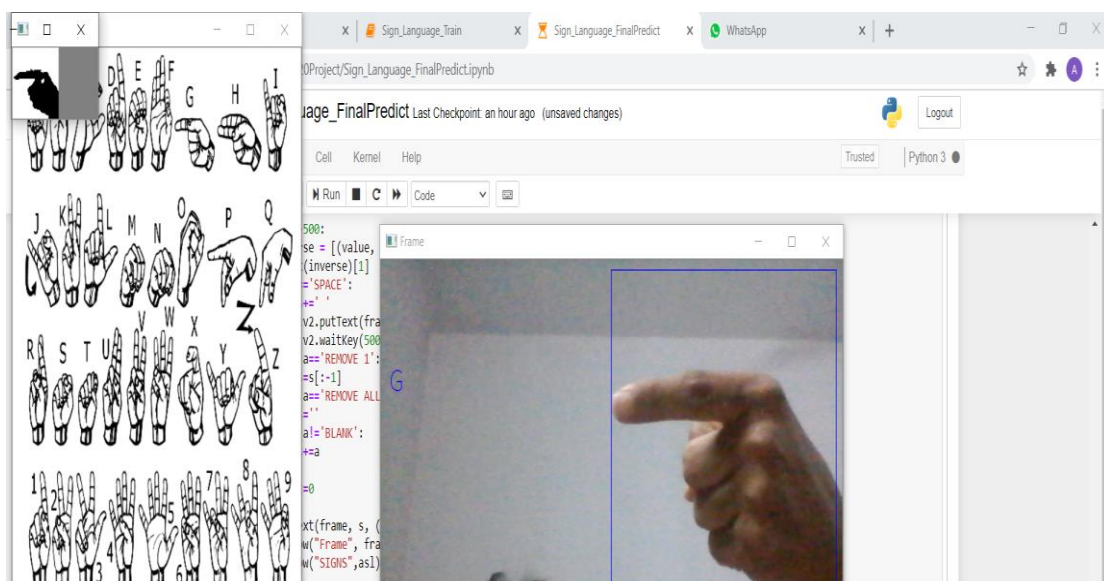 Sign_Language_Train
Sign_Language_FinalPredict
WhatsApp
20Project/Sign_Language_FinalPredict.ipynb
A
uage_FinalPredict Last Checkpoint: an hour ago (unsaved changes)
Logout
Cell Kernel Help
Trusted
Python 3
Run
Code
D E F
G H I
J K L M N O P Q
R S T U V W X Y Z
Z
1 2 3 4 5 6 7 8 9
500:
se = [(value,
(inverse)[1]
='SPACE':
+=' '
v2.putText(fra
v2.waitKey(500
a=='REMOVE 1':
=s[:-1]
a=='REMOVE ALL
=''
a!='BLANK':
+=a
=0
xt(frame, s, (
w("Frame", fra
w("SIGNS",asl)
Frame
G